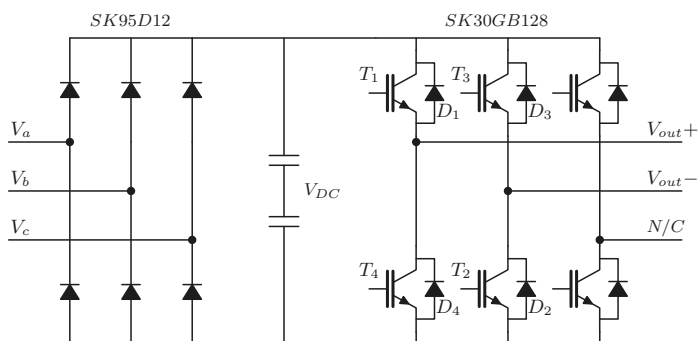 SK95D12
SK30GB128
T1
T3
D1
D3
Va
Vout+
Vb
VDC
Vout−
Vc
N/C
T4
T2
D4
D2